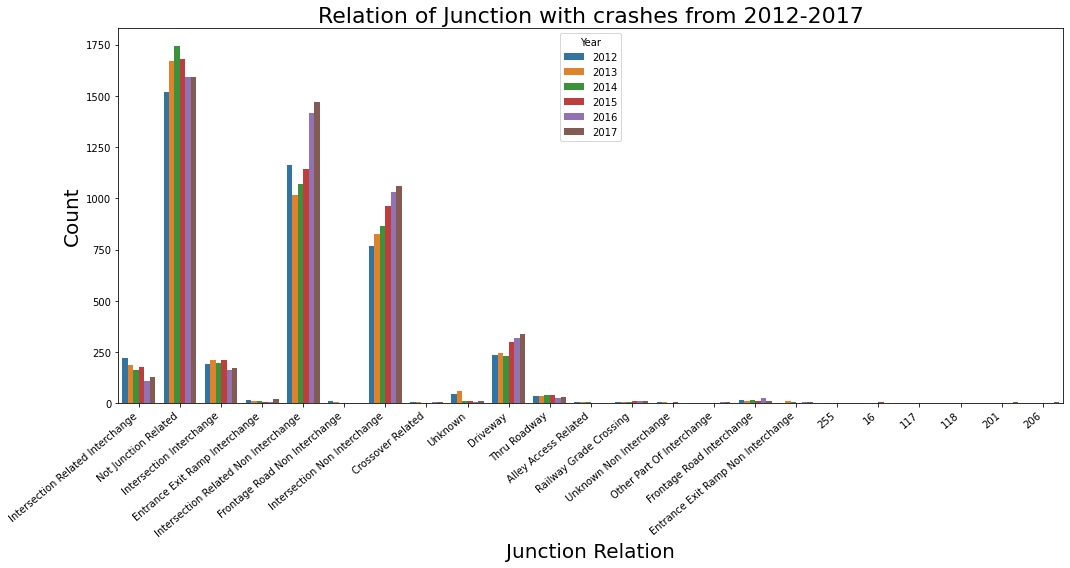 Relation of Junction with crashes from 2012-2017
Year
2012
2013
2014
2015
2016
2017
Count
1750
1500
1250
1000
750
500
250
0
Intersection Related Interchange
Not Junction Related
Intersection Interchange
Entrance Exit Ramp Interchange
Intersection Related Non Interchange
Frontage Road Non Interchange
Intersection Non Interchange
Crossover Related
Unknown
Driveway
Thru Roadway
Alley Access Related
Railway Grade Crossing
Unknown Non Interchange
Other Part Of Interchange
Frontage Road Interchange
Entrance Exit Ramp Non Interchange
255
16
117
118
201
206
Junction Relation